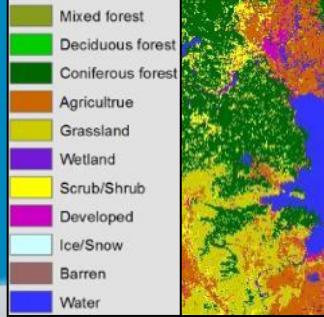 Mixed forest
Deciduous forest
Coniferous forest
Agricultrue
Grassland
Wetland
Scrub/Shrub
Developed
Ice/Snow
Barren
Water